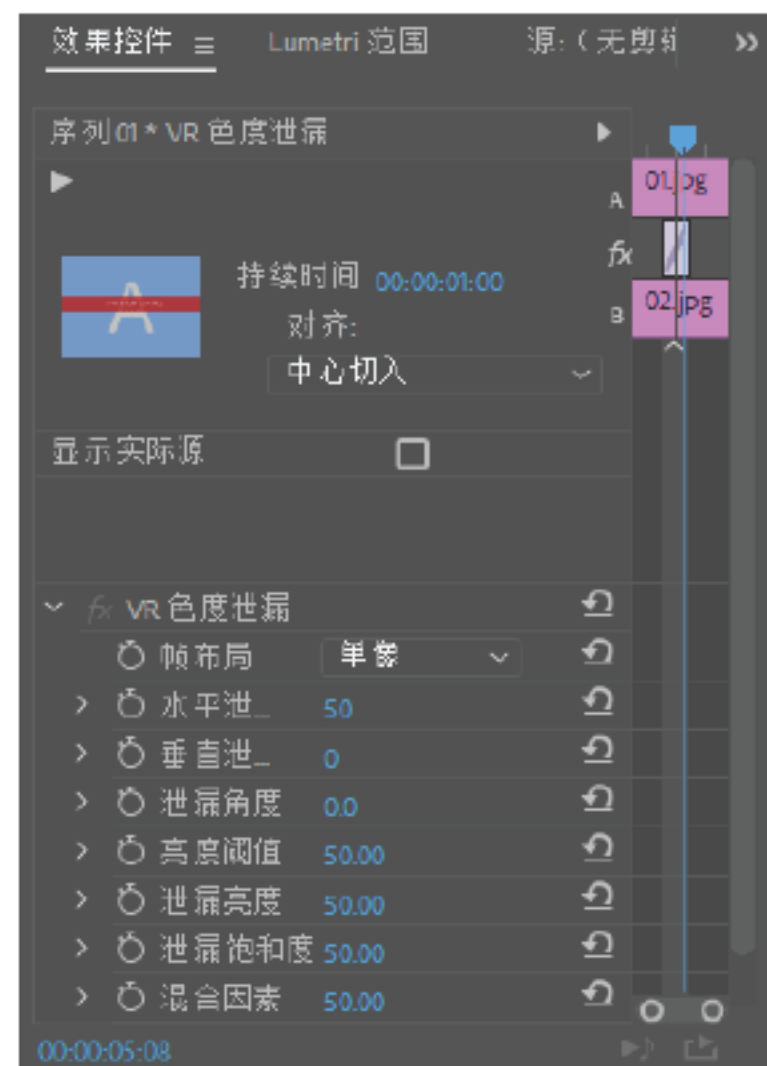 效果控件 Lumetri 范围 源:（无剪辑
序列01 * VR 色度泄漏
01.jpg
A
持续时间 00:00:01:00
fx
A
对齐:
B
02.jpg
中心切入
显示实际源
fx VR 色度泄漏
帧布局 单像
水平泄... 50
垂直泄... 0
泄漏角度 0.0
亮度阈值 50.00
泄漏亮度 50.00
泄漏饱和度 50.00
混合因素 50.00
00:00:05:08